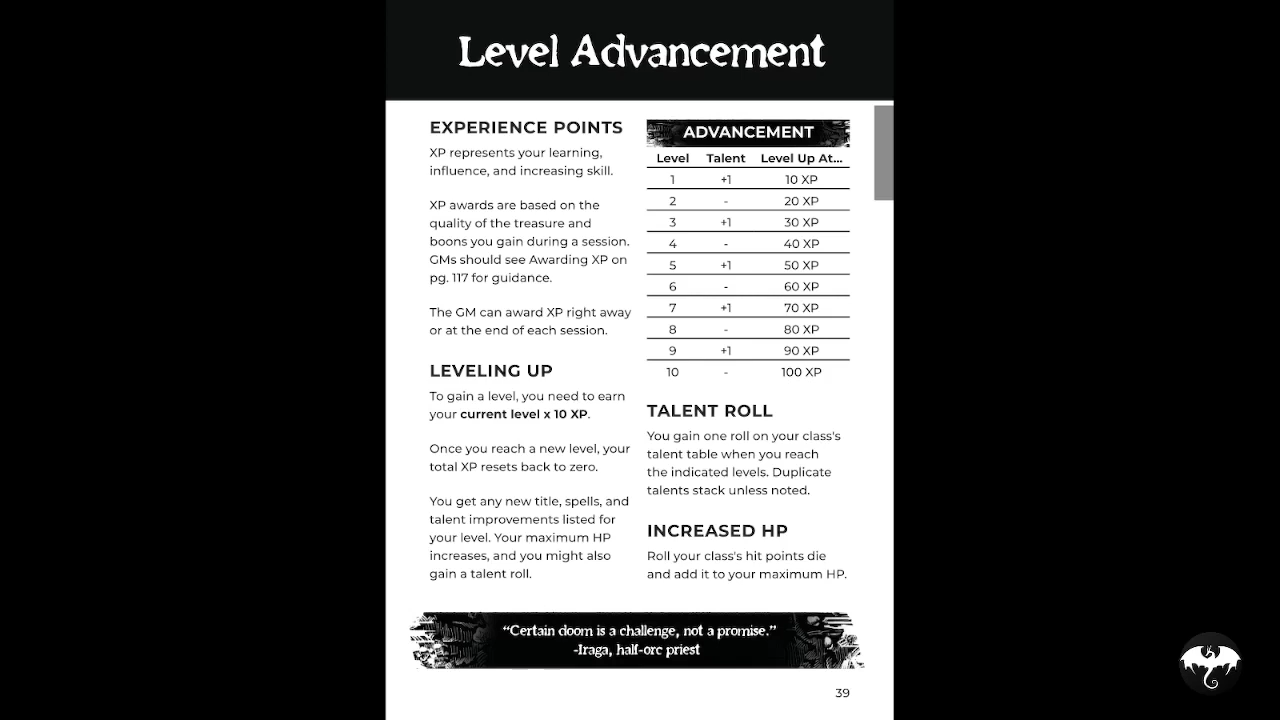 Level Advancement
EXPERIENCE POINTS
XP represents your learning,
influence, and increasing skill.
XP awards are based on the
quality of the treasure and
boons you gain during a session.
GMs should see Awarding XP on
pg. 117 for guidance.
The GM can award XP right away
or at the end of each session.
LEVELING UP
To gain a level, you need to earn
your current level x 10 XP.
Once you reach a new level, your
total XP resets back to zero.
You get any new title, spells, and
talent improvements listed for
your level. Your maximum HP
increases, and you might also
gain a talent roll.
ADVANCEMENT
Level Talent Level Up At...
1 +1 10 XP
2 - 20 XP
3 +1 30 XP
4 - 40 XP
5 +1 50 XP
6 - 60 XP
7 +1 70 XP
8 - 80 XP
9 +1 90 XP
10 - 100 XP
TALENT ROLL
You gain one roll on your class's
talent table when you reach
the indicated levels. Duplicate
talents stack unless noted.
INCREASED HP
Roll your class's hit points die
and add it to your maximum HP.
“Certain doom is a challenge, not a promise.”
-Iraga, half-orc priest
39